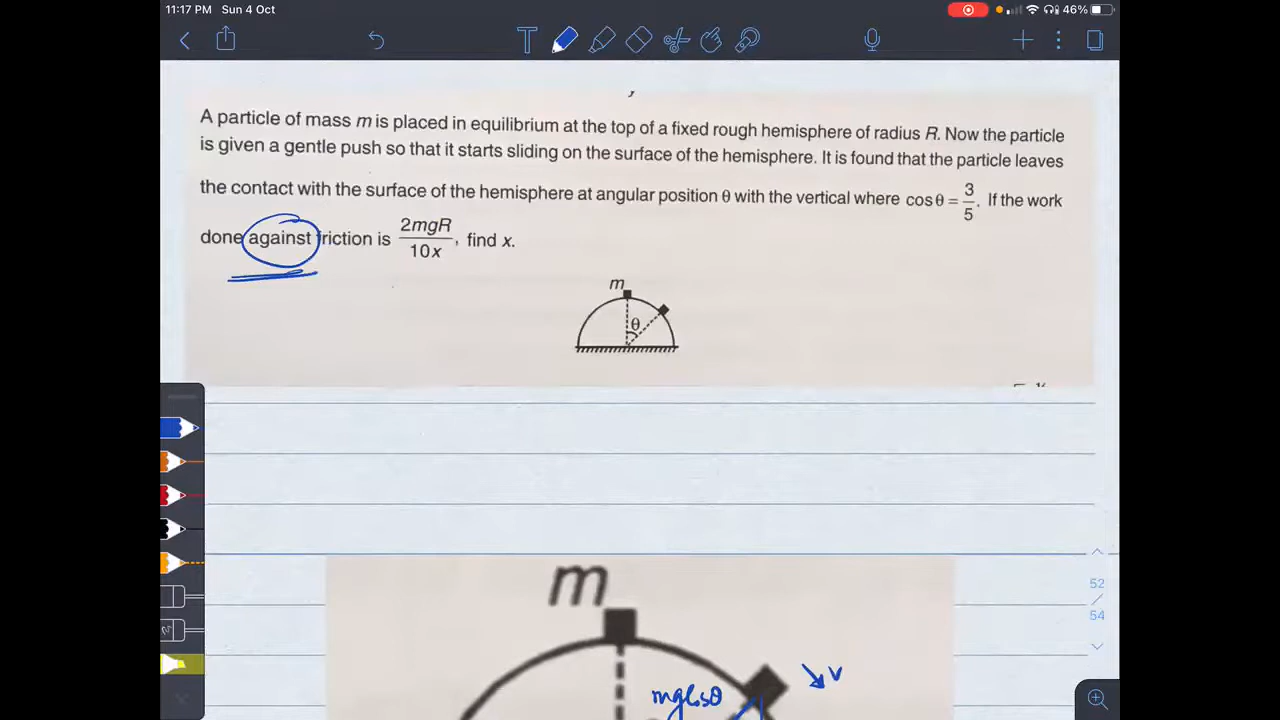 11:17 PM Sun 4 Oct
46%
A particle of mass m is placed in equilibrium at the top of a fixed rough hemisphere of radius R. Now the particle
is given a gentle push so that it starts sliding on the surface of the hemisphere. It is found that the particle leaves
the contact with the surface of the hemisphere at angular position θ with the vertical where cos θ = 3/5. If the work
done against friction is 2mgR/10x, find x.
m
θ
52
/
54
m
v
mg cosθ